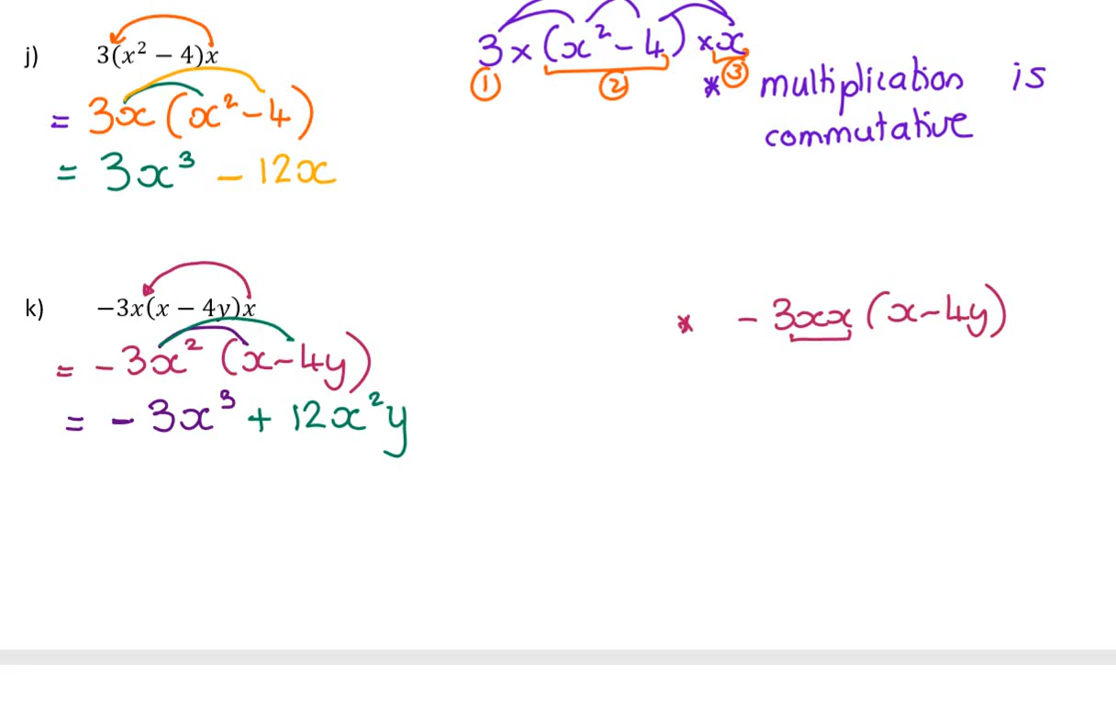 j) 3(x² − 4)x
= 3x(x²-4)
= 3x³ - 12x
3×(x²-4)×x
① ② ③
* multiplication is
commutative
k) −3x(x − 4y)x
= -3x² (x-4y)
= -3x³ + 12x²y
* - 3xx (x-4y)